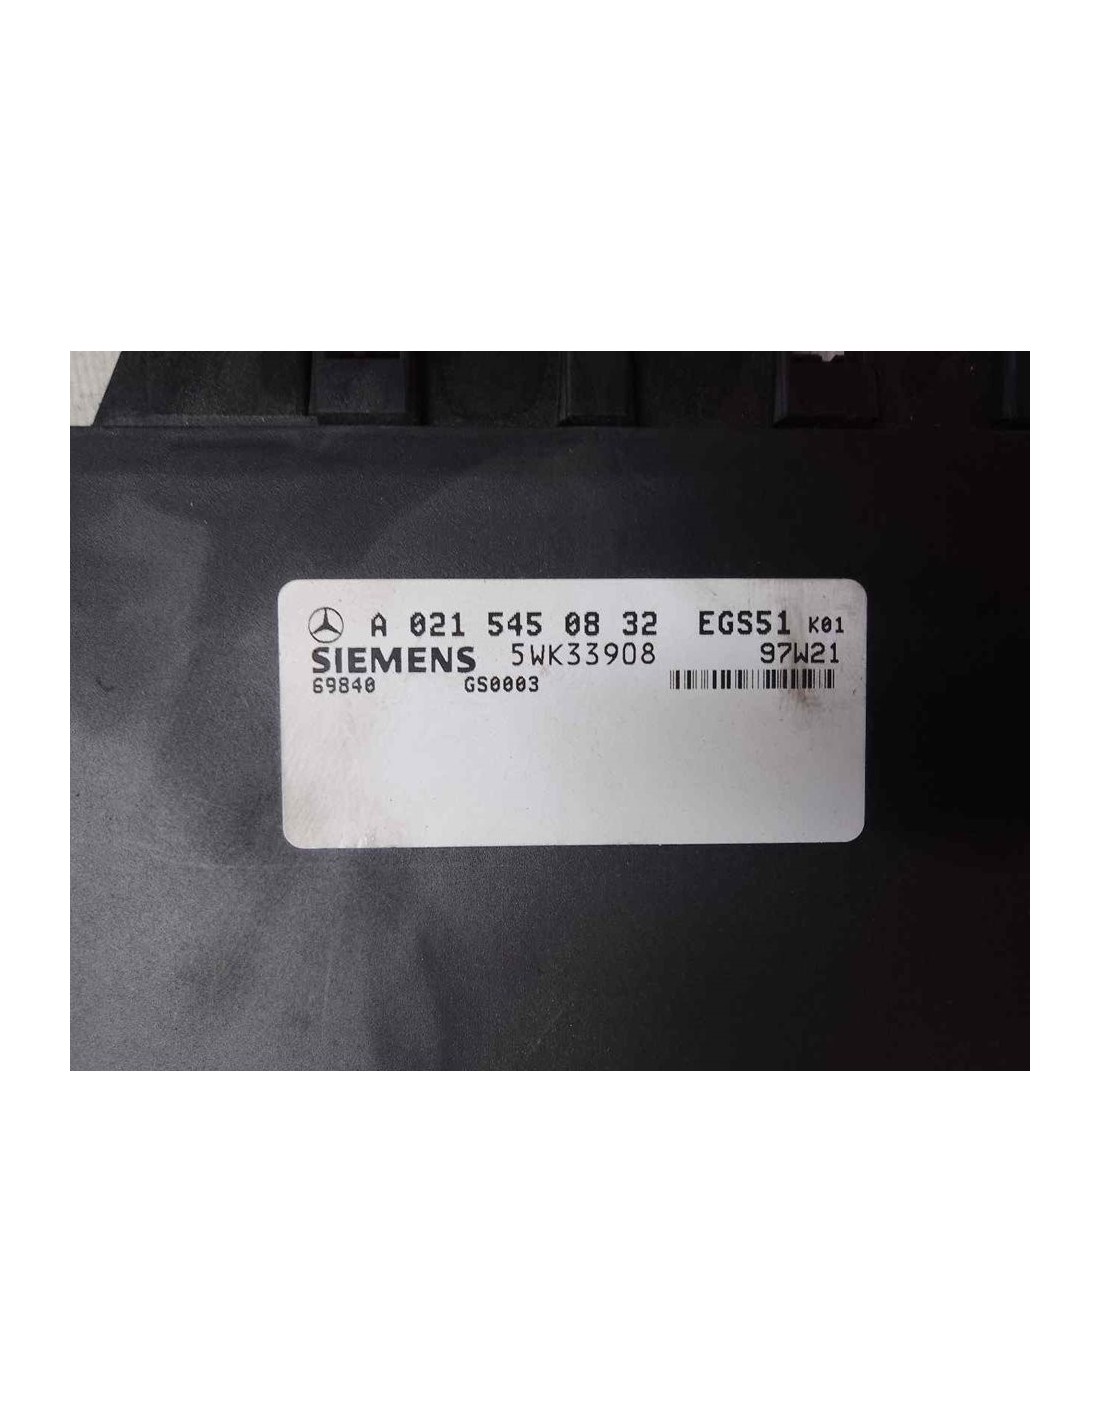 A 021 545 08 32 EGS51 K01
SIEMENS 5WK33908 97W21
69840 GS0003